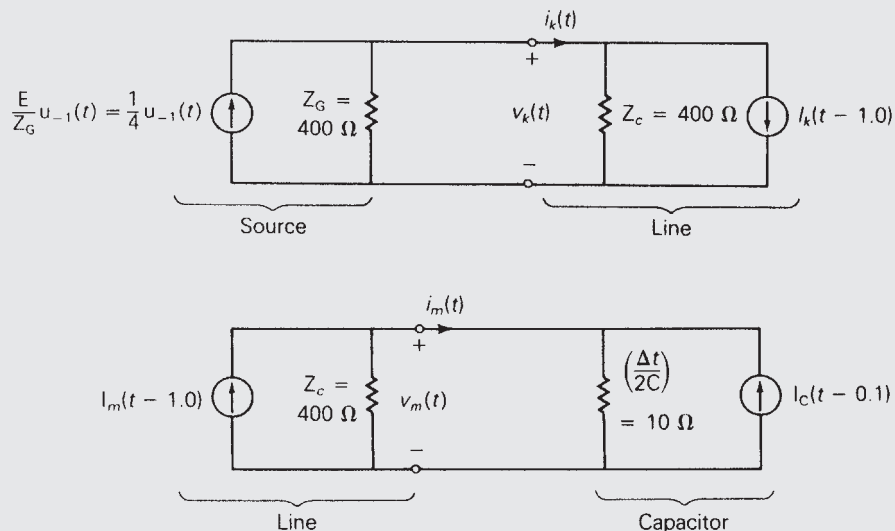 i_k(t)
E/Z_G u_{-1}(t) = 1/4 u_{-1}(t)
Z_G =
400 Ω
+
v_k(t)
−
Z_c = 400 Ω
I_k(t − 1.0)
Source
Line
i_m(t)
I_m(t − 1.0)
Z_c =
400 Ω
+
v_m(t)
−
(Δt/2C)
= 10 Ω
I_C(t − 0.1)
Line
Capacitor